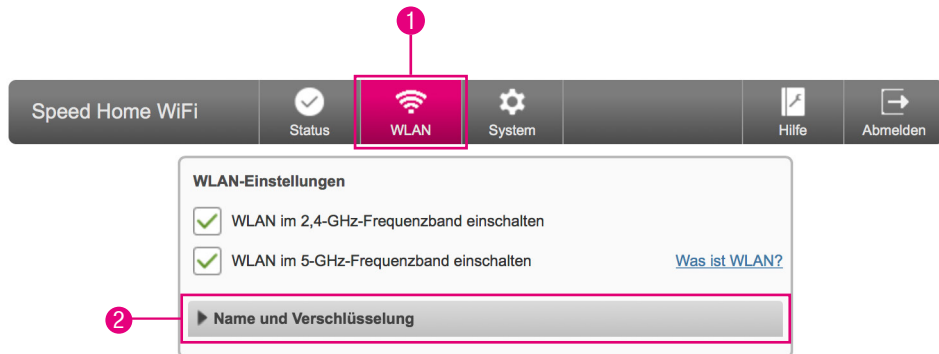 1
Speed Home WiFi
Status
WLAN
System
Hilfe
Abmelden
WLAN-Einstellungen
WLAN im 2,4-GHz-Frequenzband einschalten
WLAN im 5-GHz-Frequenzband einschalten
Was ist WLAN?
2
Name und Verschlüsselung